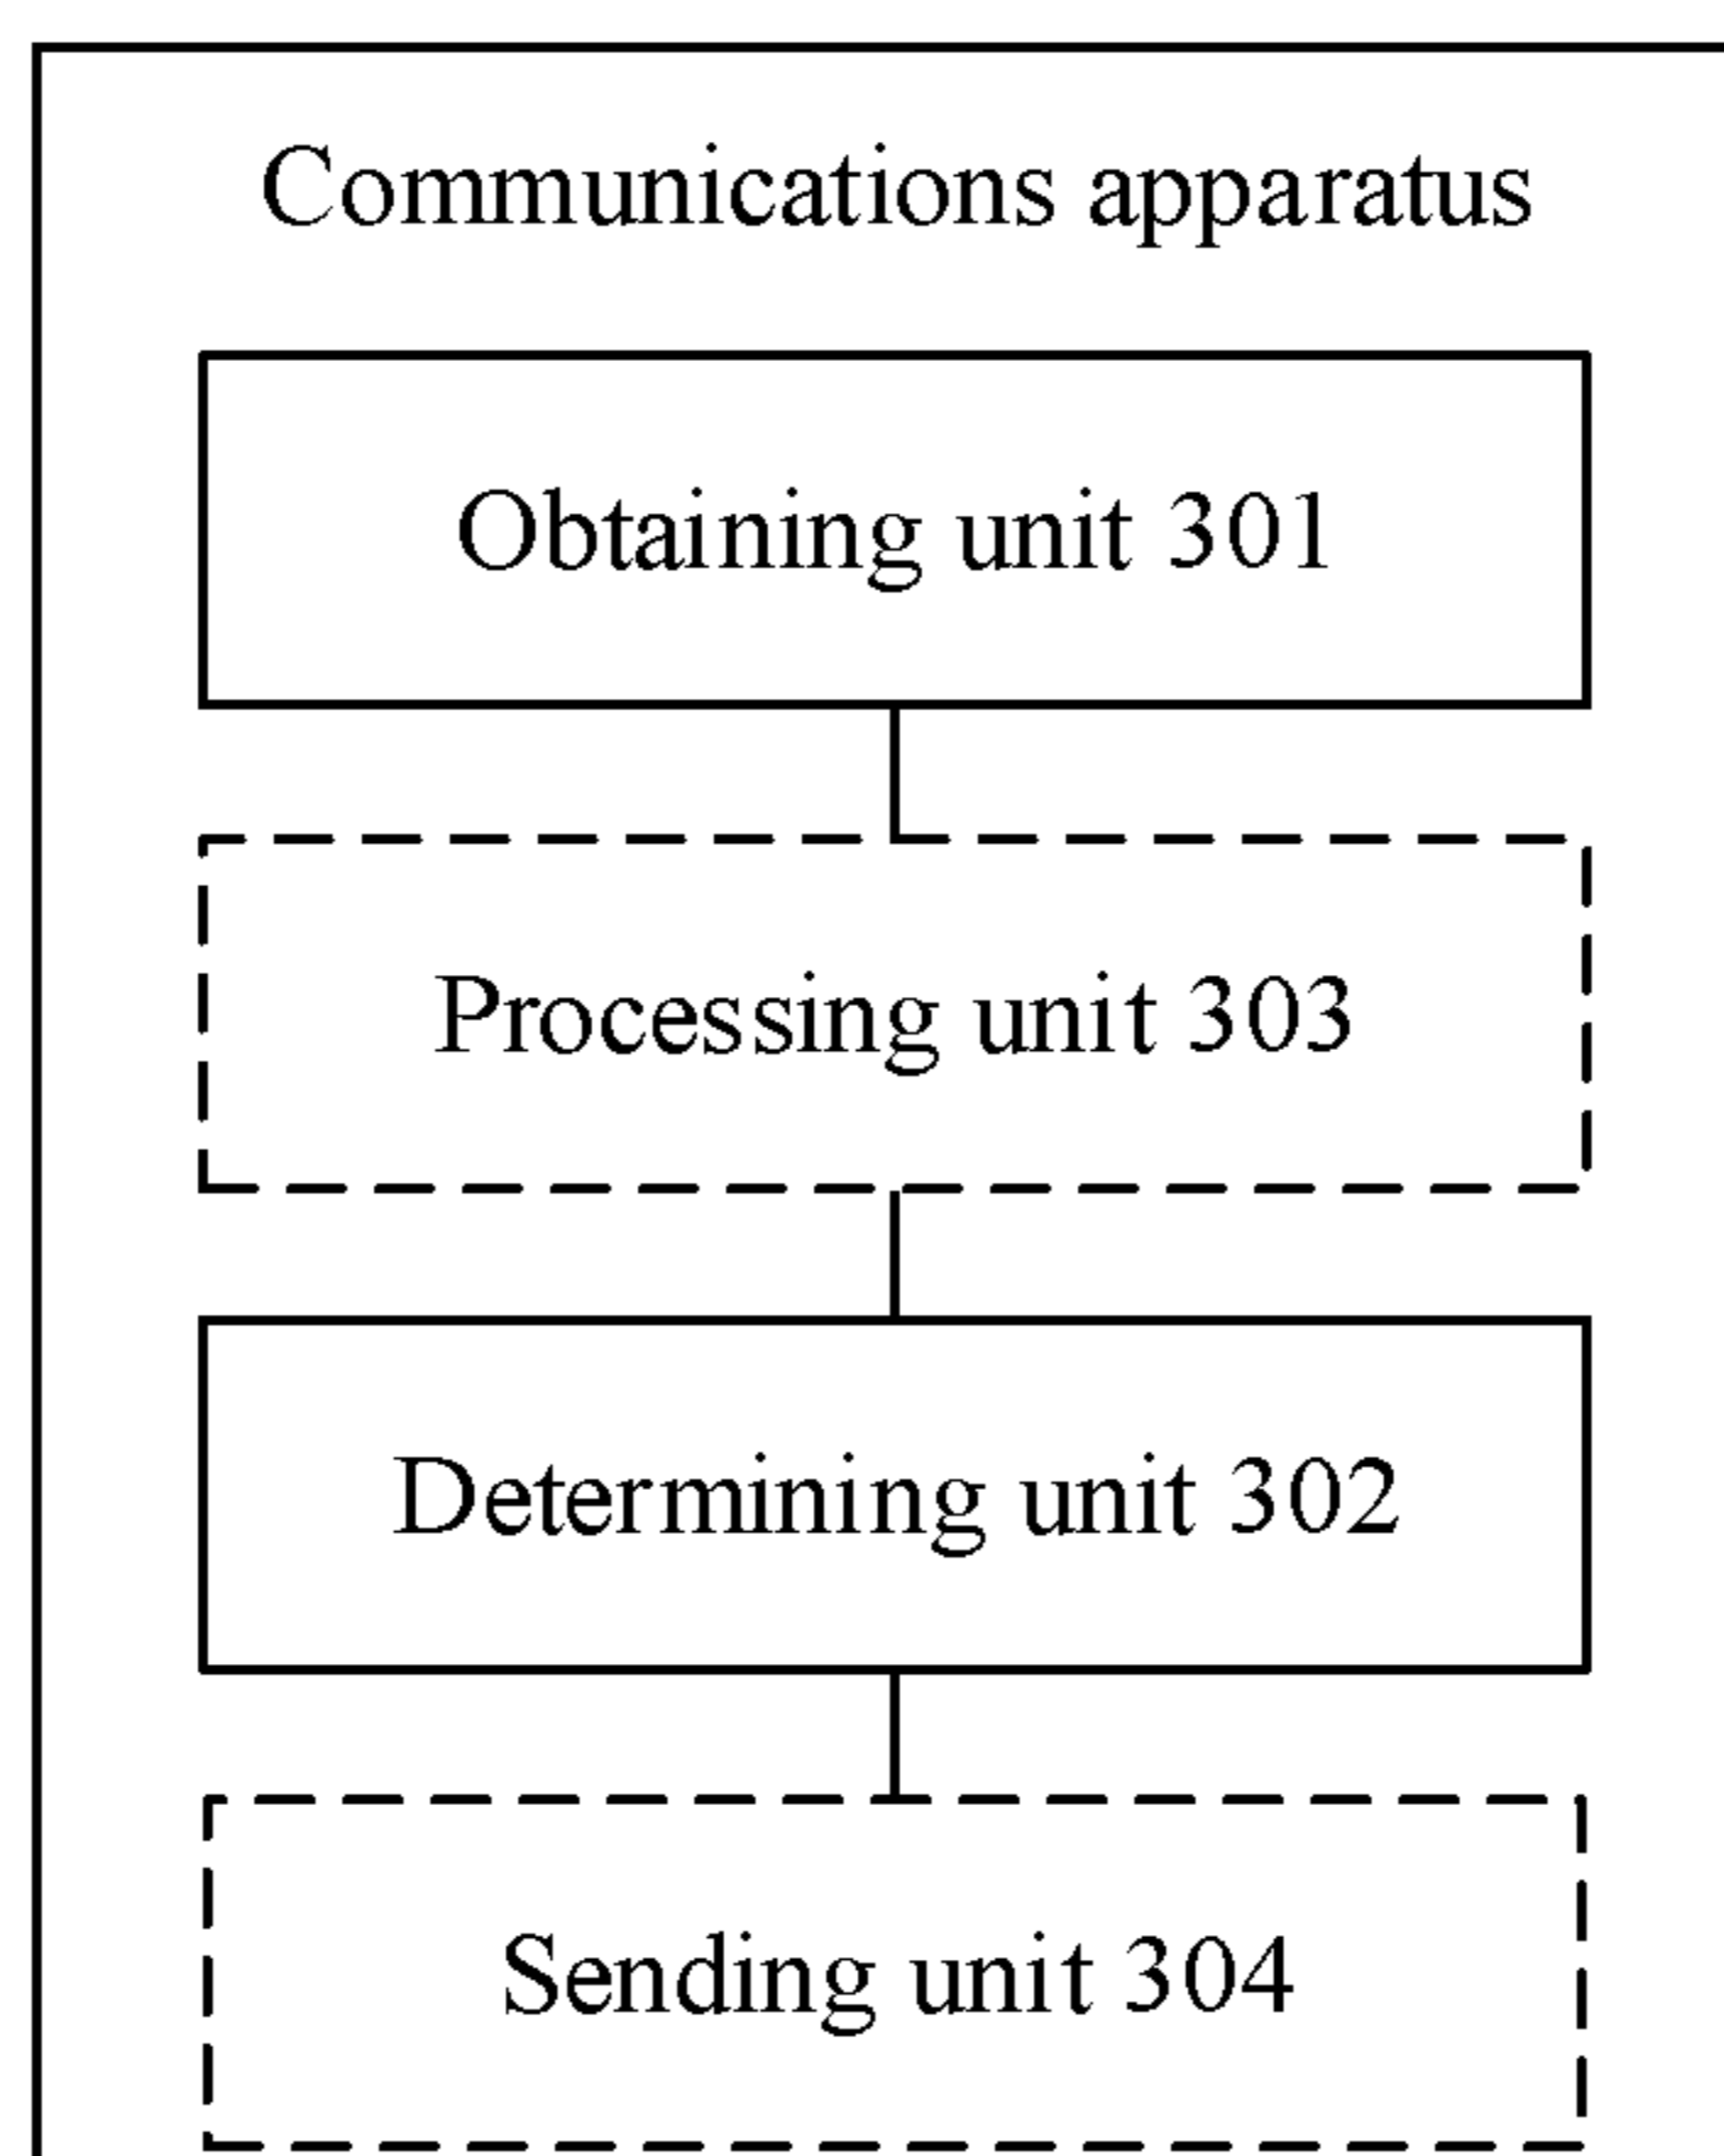 Communications apparatus
Obtaining unit 301
Processing unit 303
Determining unit 302
Sending unit 304